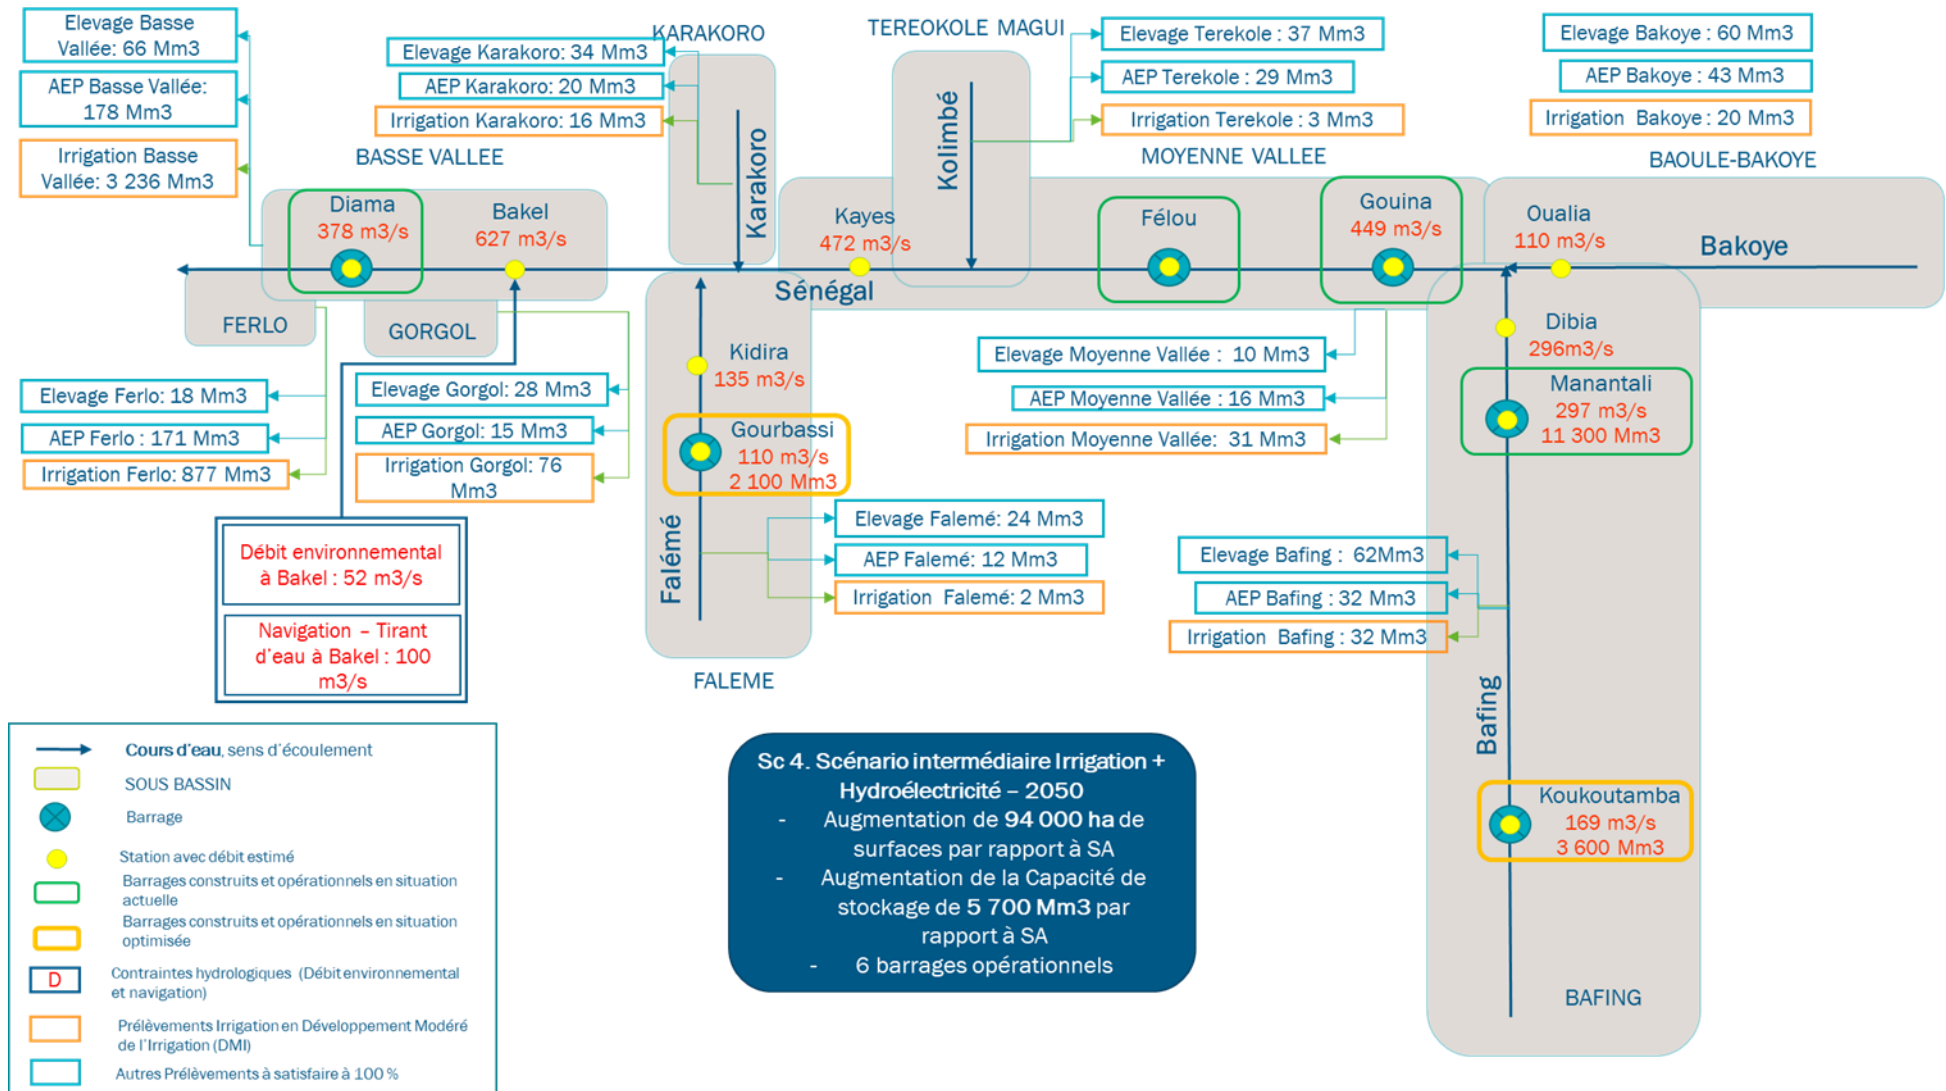 Elevage Basse
Vallée: 66 Mm3
AEP Basse Vallée:
178 Mm3
Irrigation Basse
Vallée: 3 236 Mm3
KARAKORO
Elevage Karakoro: 34 Mm3
AEP Karakoro: 20 Mm3
Irrigation Karakoro: 16 Mm3
BASSE VALLEE
TEREOKOLE MAGUI
Elevage Terekole : 37 Mm3
AEP Terekole : 29 Mm3
Irrigation Terekole : 3 Mm3
MOYENNE VALLEE
Elevage Bakoye : 60 Mm3
AEP Bakoye : 43 Mm3
Irrigation Bakoye : 20 Mm3
BAOULE-BAKOYE
Diama
378 m3/s
Bakel
627 m3/s
Karakoro
Kayes
472 m3/s
Kolimbé
Félou
Gouina
449 m3/s
Oualia
110 m3/s
Bakoye
Sénégal
FERLO
GORGOL
Elevage Ferlo: 18 Mm3
AEP Ferlo : 171 Mm3
Irrigation Ferlo: 877 Mm3
Elevage Gorgol: 28 Mm3
AEP Gorgol: 15 Mm3
Irrigation Gorgol: 76
Mm3
Kidira
135 m3/s
Gourbassi
110 m3/s
2 100 Mm3
Falémé
Elevage Falemé: 24 Mm3
AEP Falemé: 12 Mm3
Irrigation Falemé: 2 Mm3
FALEME
Elevage Moyenne Vallée : 10 Mm3
AEP Moyenne Vallée : 16 Mm3
Irrigation Moyenne Vallée: 31 Mm3
Dibia
296m3/s
Manantali
297 m3/s
11 300 Mm3
Elevage Bafing : 62Mm3
AEP Bafing : 32 Mm3
Irrigation Bafing : 32 Mm3
Bafing
Koukoutamba
169 m3/s
3 600 Mm3
BAFING
Débit environnemental
à Bakel : 52 m3/s
Navigation – Tirant
d'eau à Bakel : 100
m3/s
Sc 4. Scénario intermédiaire Irrigation +
Hydroélectricité – 2050
- Augmentation de 94 000 ha de
surfaces par rapport à SA
- Augmentation de la Capacité de
stockage de 5 700 Mm3 par
rapport à SA
- 6 barrages opérationnels
Cours d'eau, sens d'écoulement
SOUS BASSIN
Barrage
Station avec débit estimé
Barrages construits et opérationnels en situation
actuelle
Barrages construits et opérationnels en situation
optimisée
D
Contraintes hydrologiques (Débit environnemental
et navigation)
Prélèvements Irrigation en Développement Modéré
de l'Irrigation (DMI)
Autres Prélèvements à satisfaire à 100 %